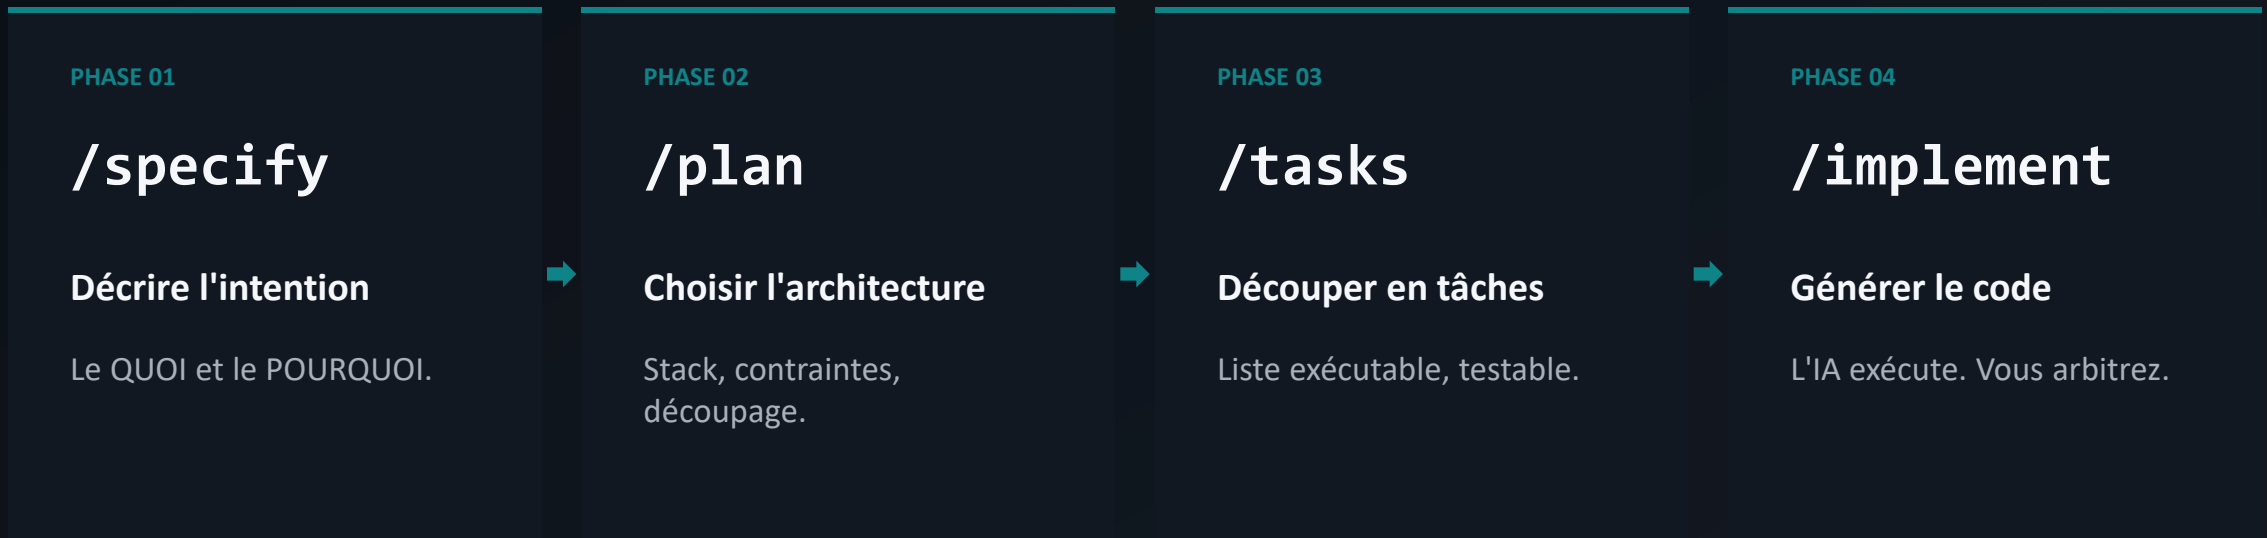 PHASE 01
/specify
Décrire l'intention
Le QUOI et le POURQUOI.
PHASE 02
/plan
Choisir l'architecture
Stack, contraintes,
découpage.
PHASE 03
/tasks
Découper en tâches
Liste exécutable, testable.
PHASE 04
/implement
Générer le code
L'IA exécute. Vous arbitrez.